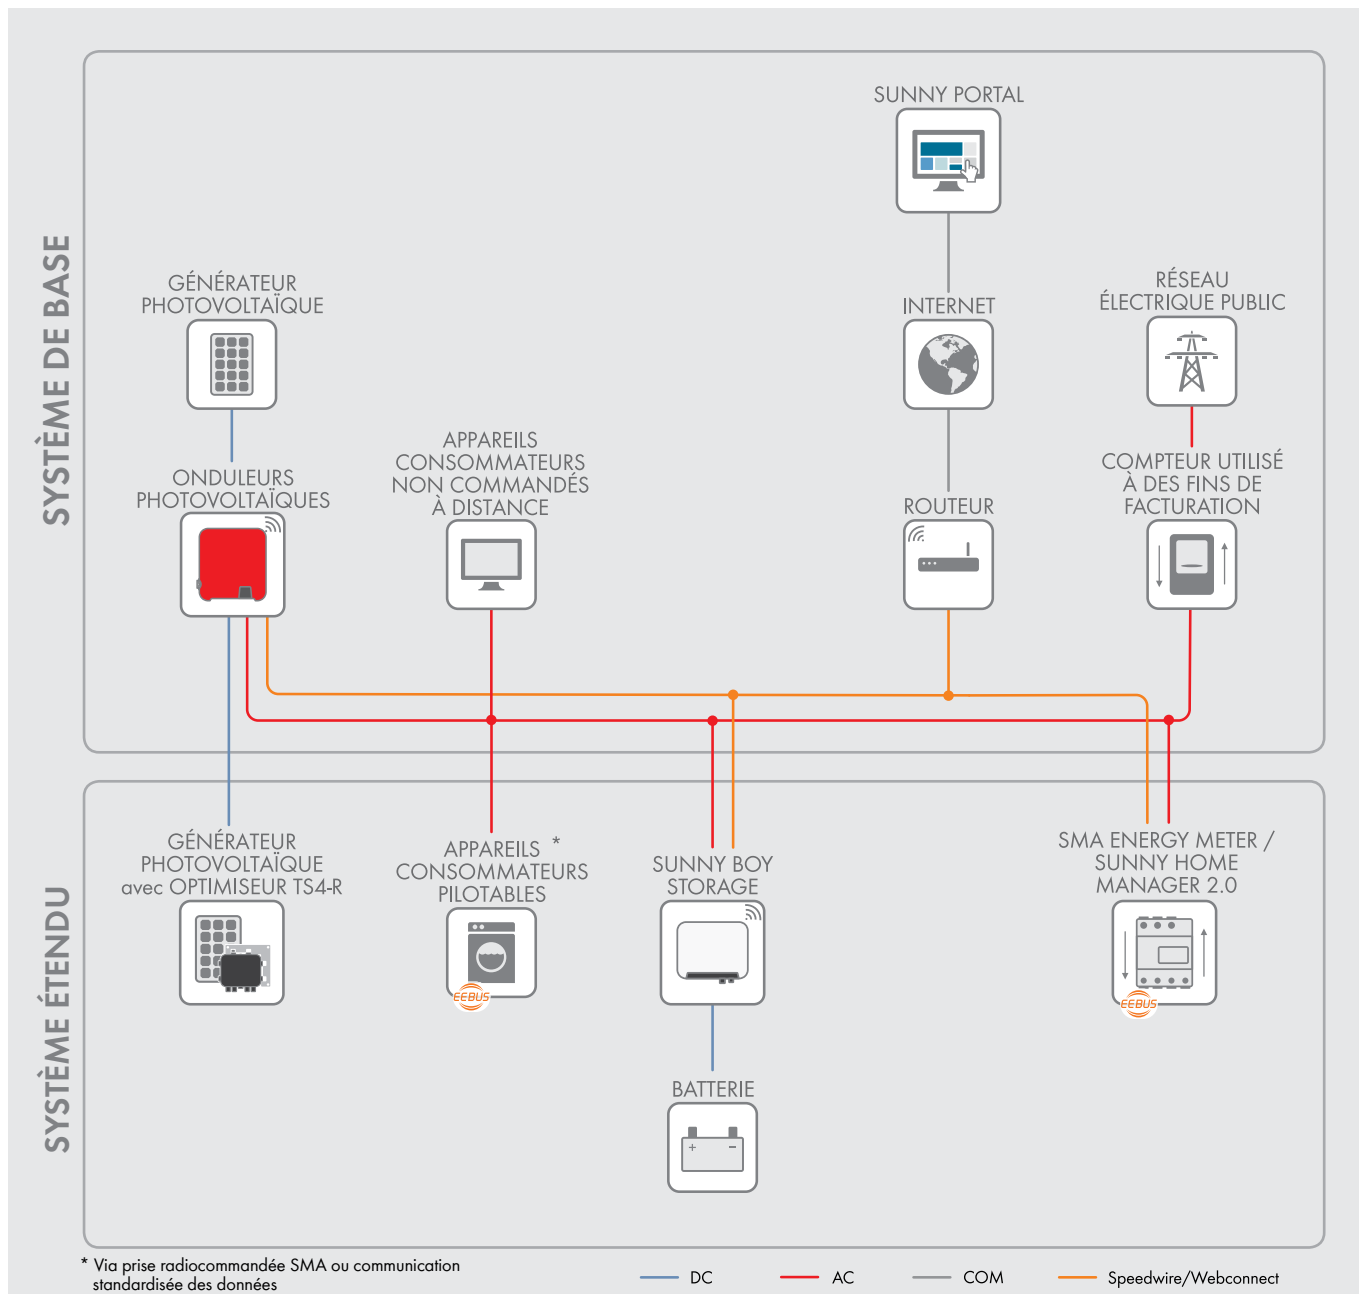 SYSTÈME DE BASE
SUNNY PORTAL
GÉNÉRATEUR
PHOTOVOLTAÏQUE
INTERNET
RÉSEAU
ÉLECTRIQUE PUBLIC
ONDULEURS
PHOTOVOLTAÏQUES
APPAREILS
CONSOMMATEURS
NON COMMANDÉS
À DISTANCE
ROUTEUR
COMPTEUR UTILISÉ
À DES FINS DE
FACTURATION
SYSTÈME ÉTENDU
GÉNÉRATEUR
PHOTOVOLTAÏQUE
avec OPTIMISEUR TS4-R
APPAREILS *
CONSOMMATEURS
PILOTABLES
EEBUS
SUNNY BOY
STORAGE
SMA ENERGY METER /
SUNNY HOME
MANAGER 2.0
EEBUS
BATTERIE
+ −
* Via prise radiocommandée SMA ou communication
standardisée des données
DC
AC
COM
Speedwire/Webconnect